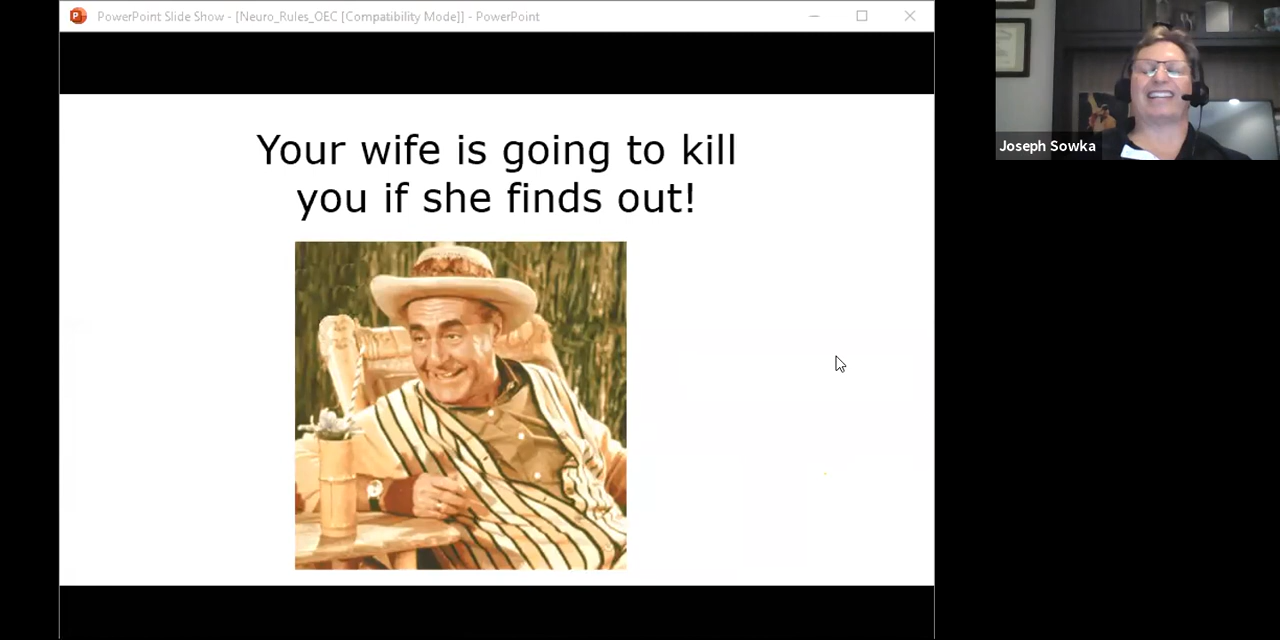 PowerPoint Slide Show - [Neuro_Rules_OEC [Compatibility Mode]] - PowerPoint
Your wife is going to kill
you if she finds out!
Joseph Sowka